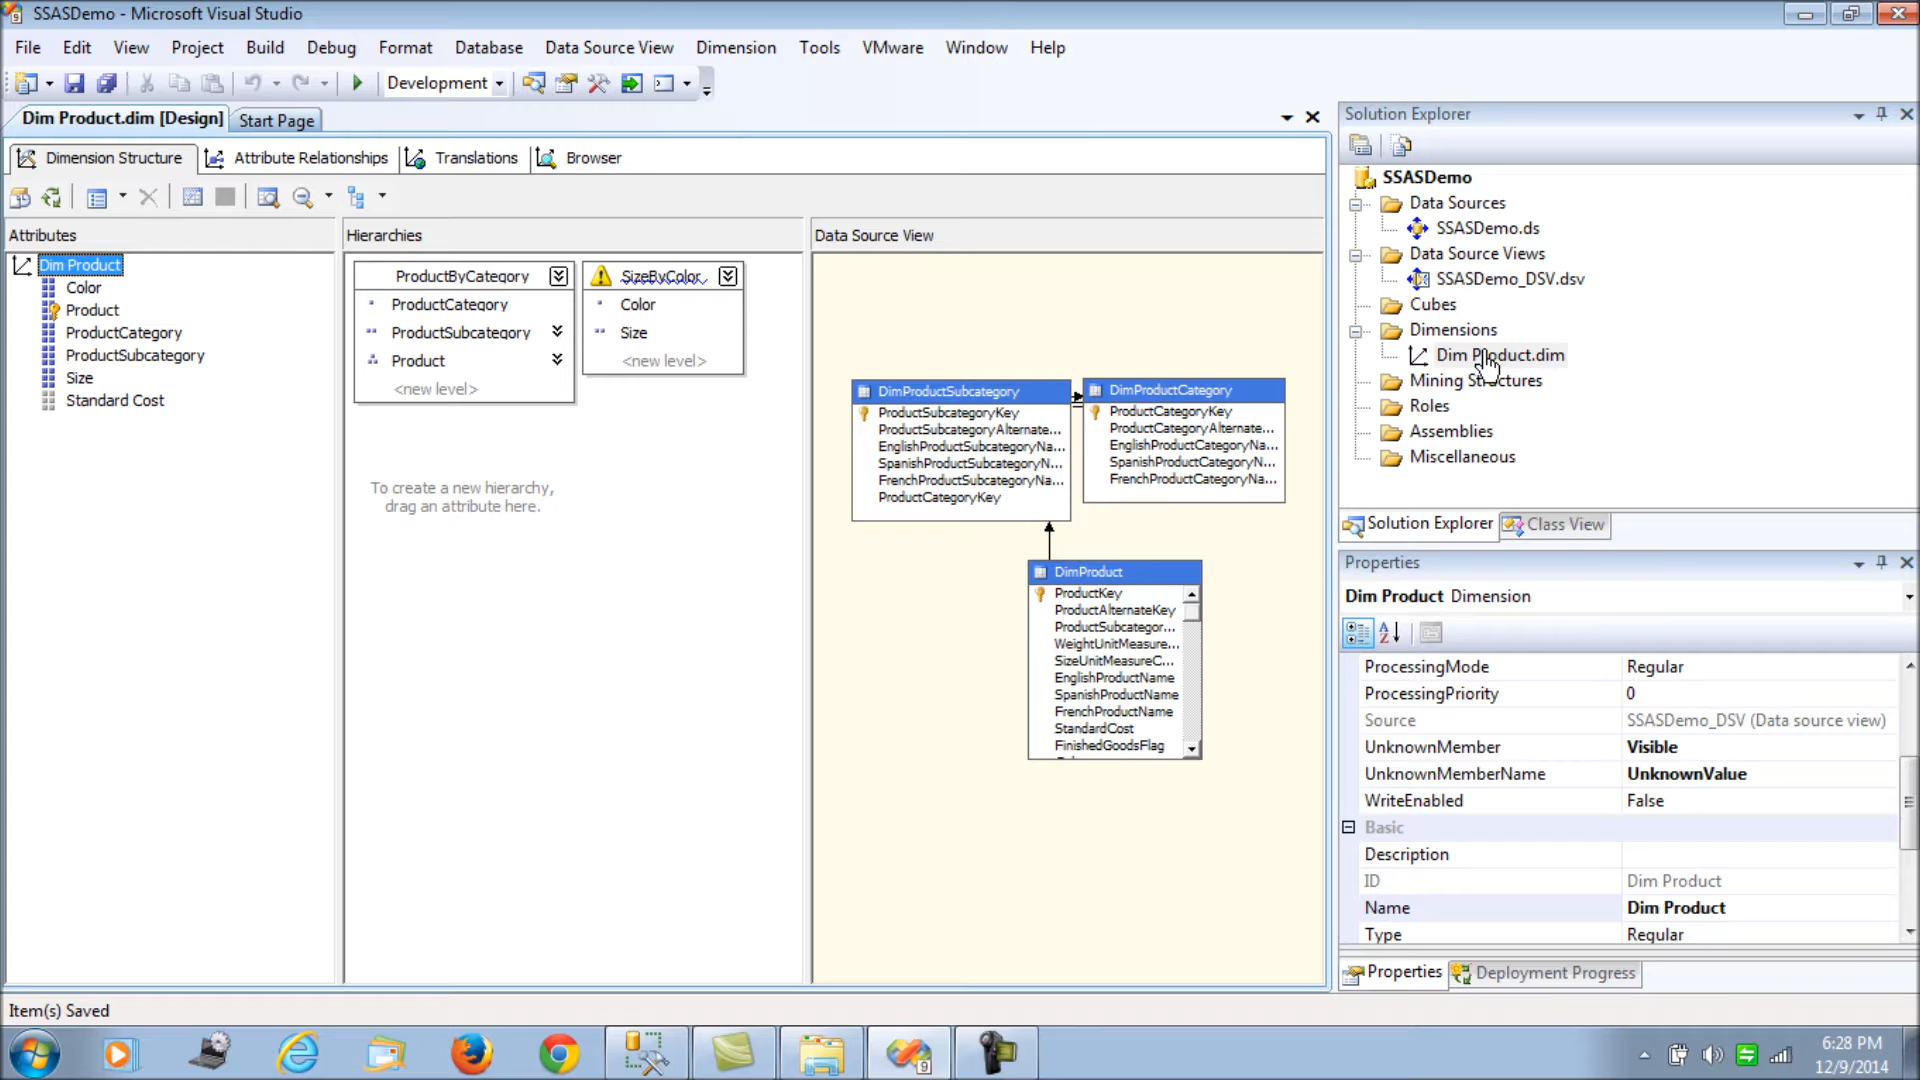 SSASDemo - Microsoft Visual Studio
File Edit View Project Build Debug Format Database Data Source View Dimension Tools VMware Window Help
Development
Dim Product.dim [Design] Start Page
Dimension Structure Attribute Relationships Translations Browser
Attributes
Dim Product
Color
Product
ProductCategory
ProductSubcategory
Size
Standard Cost
Hierarchies
ProductByCategory
ProductCategory
ProductSubcategory
Product
<new level>
SizeByColor
Color
Size
<new level>
To create a new hierarchy,
drag an attribute here.
Data Source View
DimProductSubcategory
ProductSubcategoryKey
ProductSubcategoryAlternate...
EnglishProductSubcategoryNa...
SpanishProductSubcategoryN...
FrenchProductSubcategoryNa...
ProductCategoryKey
DimProductCategory
ProductCategoryKey
ProductCategoryAlternate...
EnglishProductCategoryNa...
SpanishProductCategoryN...
FrenchProductCategoryNa...
DimProduct
ProductKey
ProductAlternateKey
ProductSubcategor...
WeightUnitMeasure...
SizeUnitMeasureC...
EnglishProductName
SpanishProductName
FrenchProductName
StandardCost
FinishedGoodsFlag
Solution Explorer
SSASDemo
Data Sources
SSASDemo.ds
Data Source Views
SSASDemo_DSV.dsv
Cubes
Dimensions
Dim Product.dim
Mining Structures
Roles
Assemblies
Miscellaneous
Solution Explorer Class View
Properties
Dim Product Dimension
ProcessingMode Regular
ProcessingPriority 0
Source SSASDemo_DSV (Data source view)
UnknownMember Visible
UnknownMemberName UnknownValue
WriteEnabled False
Basic
Description
ID Dim Product
Name Dim Product
Type Regular
Properties Deployment Progress
Item(s) Saved
6:28 PM
12/9/2014